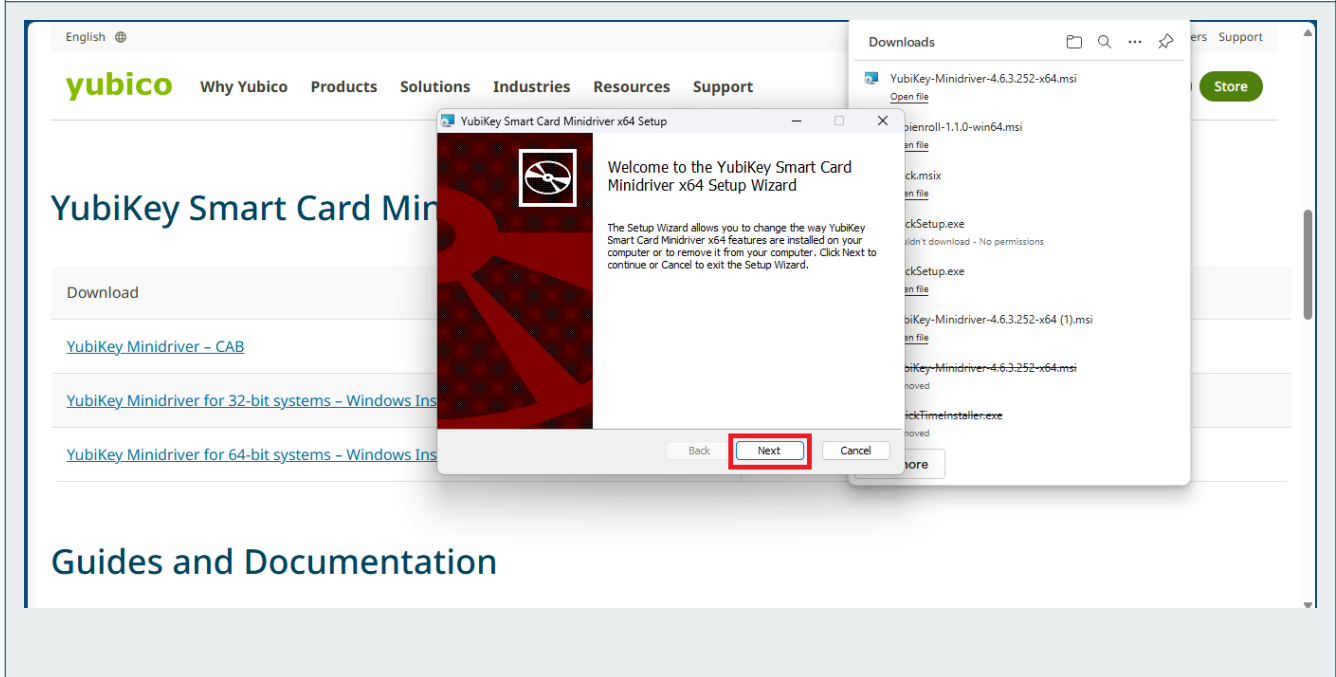 English
ers Support
yubico Why Yubico Products Solutions Industries Resources Support
Store
YubiKey Smart Card Min
Download
YubiKey Minidriver – CAB
YubiKey Minidriver for 32-bit systems – Windows Ins
YubiKey Minidriver for 64-bit systems – Windows Ins
Guides and Documentation
YubiKey Smart Card Minidriver x64 Setup
Welcome to the YubiKey Smart Card
Minidriver x64 Setup Wizard
The Setup Wizard allows you to change the way YubiKey
Smart Card Minidriver x64 features are installed on your
computer or to remove it from your computer. Click Next to
continue or Cancel to exit the Setup Wizard.
Back Next Cancel
Downloads
YubiKey-Minidriver-4.6.3.252-x64.msi
Open file
ienroll-1.1.0-win64.msi
en file
ck.msix
en file
ckSetup.exe
ldn't download - No permissions
ckSetup.exe
en file
iKey-Minidriver-4.6.3.252-x64 (1).msi
en file
iKey-Minidriver-4.6.3.252-x64.msi
moved
ickTimeInstaller.exe
moved
more